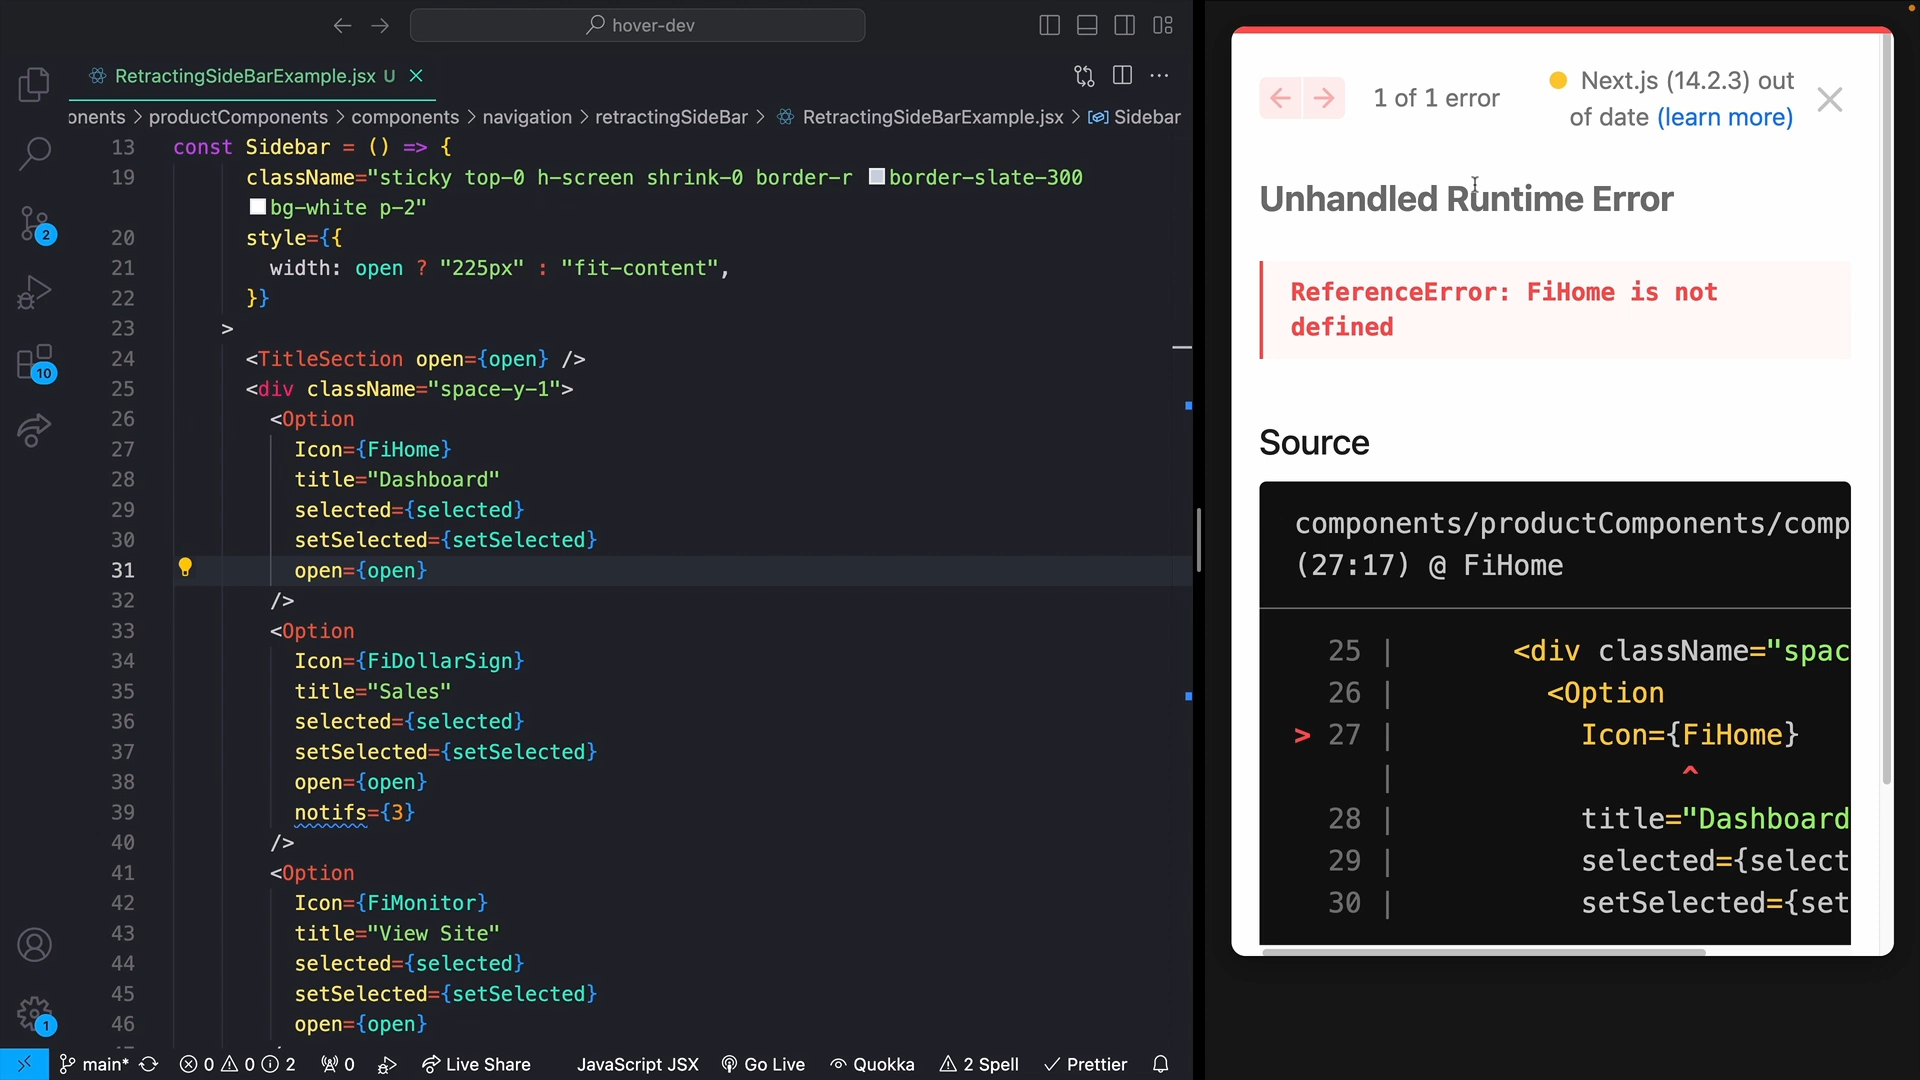 hover-dev
RetractingSideBarExample.jsx U
onents > productComponents > components > navigation > retractingSideBar > RetractingSideBarExample.jsx > Sidebar
13 const Sidebar = () => {
19 className="sticky top-0 h-screen shrink-0 border-r border-slate-300
bg-white p-2"
20 style={{
21 width: open ? "225px" : "fit-content",
22 }}
23 >
24 <TitleSection open={open} />
25 <div className="space-y-1">
26 <Option
27 Icon={FiHome}
28 title="Dashboard"
29 selected={selected}
30 setSelected={setSelected}
31 open={open}
32 />
33 <Option
34 Icon={FiDollarSign}
35 title="Sales"
36 selected={selected}
37 setSelected={setSelected}
38 open={open}
39 notifs={3}
40 />
41 <Option
42 Icon={FiMonitor}
43 title="View Site"
44 selected={selected}
45 setSelected={setSelected}
46 open={open}
2
10
1
main* 0 0 2 0 Live Share JavaScript JSX Go Live Quokka 2 Spell Prettier
1 of 1 error
Next.js (14.2.3) out
of date (learn more)
Unhandled Runtime Error
ReferenceError: FiHome is not
defined
Source
components/productComponents/comp
(27:17) @ FiHome
25 | <div className="spac
26 | <Option
> 27 | Icon={FiHome}
| ^
28 | title="Dashboard
29 | selected={select
30 | setSelected={set